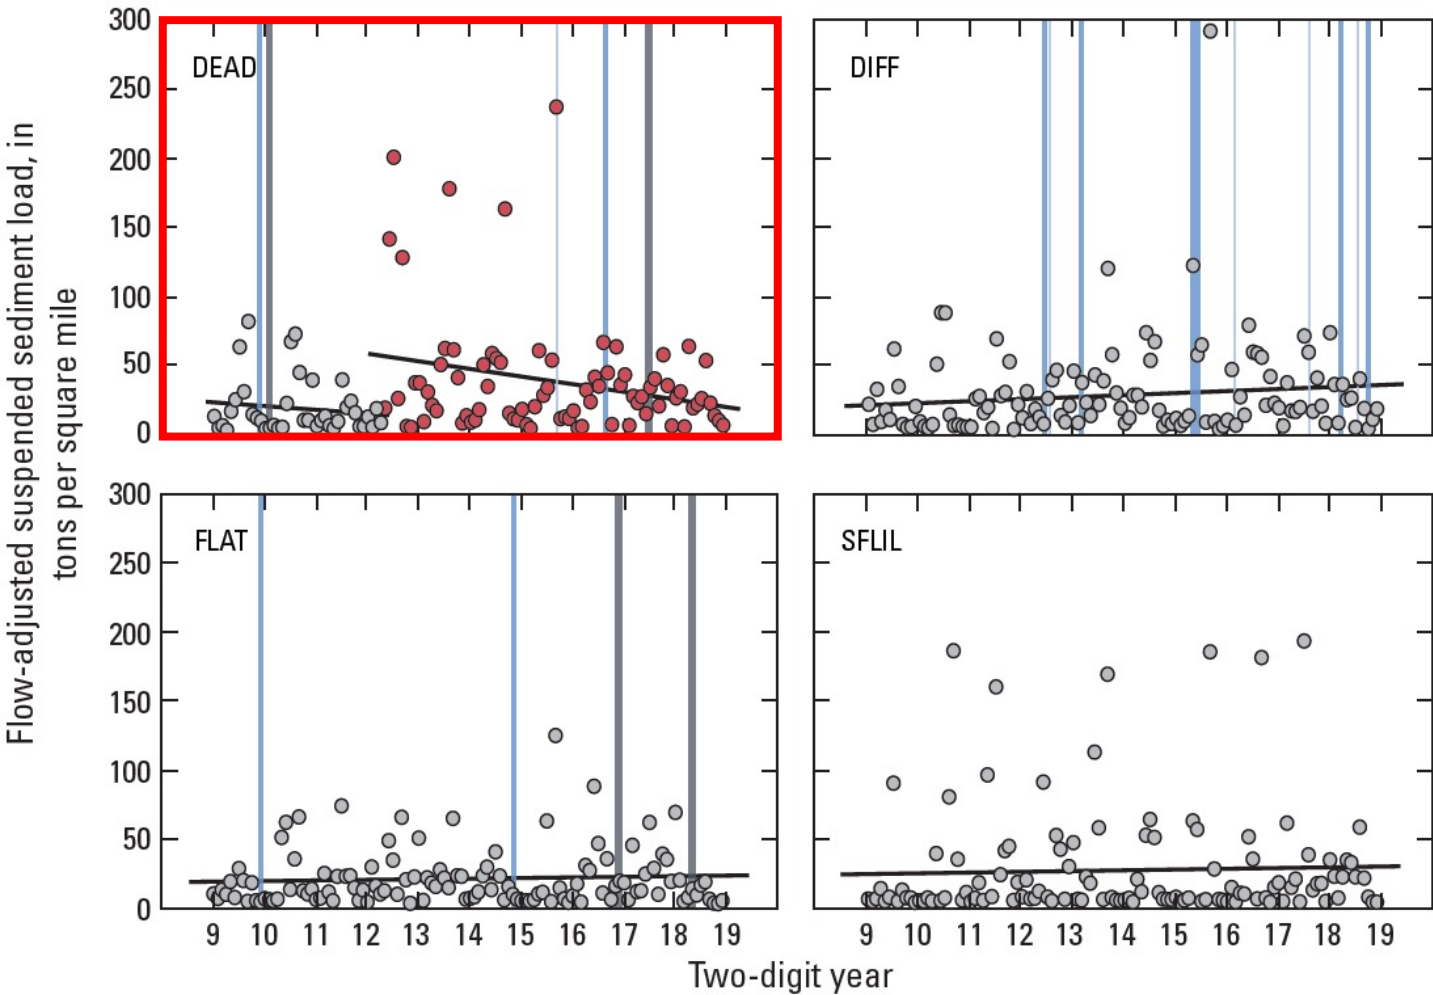 Flow-adjusted suspended sediment load, in
tons per square mile
300
250
200
150
100
50
0
DEAD
DIFF
300
250
200
150
100
50
0
FLAT
SFLIL
9 10 11 12 13 14 15 16 17 18 19
9 10 11 12 13 14 15 16 17 18 19
Two-digit year